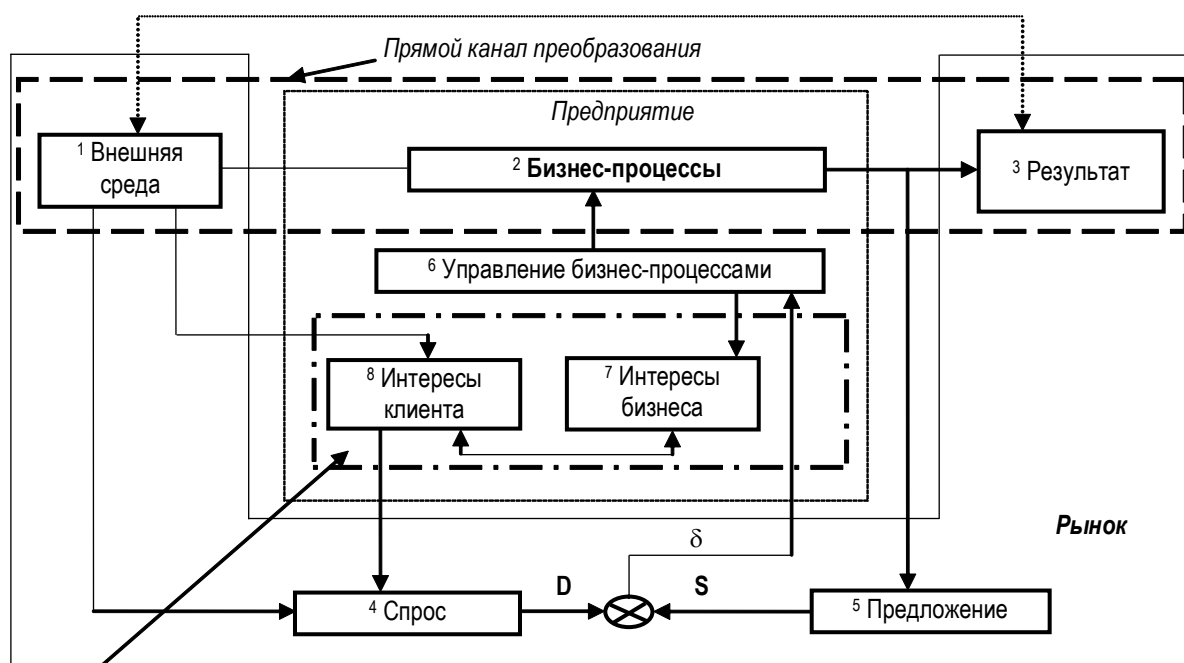 Прямой канал преобразования
Предприятие
1 Внешняя
среда
2 Бизнес-процессы
3 Результат
6 Управление бизнес-процессами
8 Интересы
клиента
7 Интересы
бизнеса
Рынок
δ
D
S
4 Спрос
5 Предложение